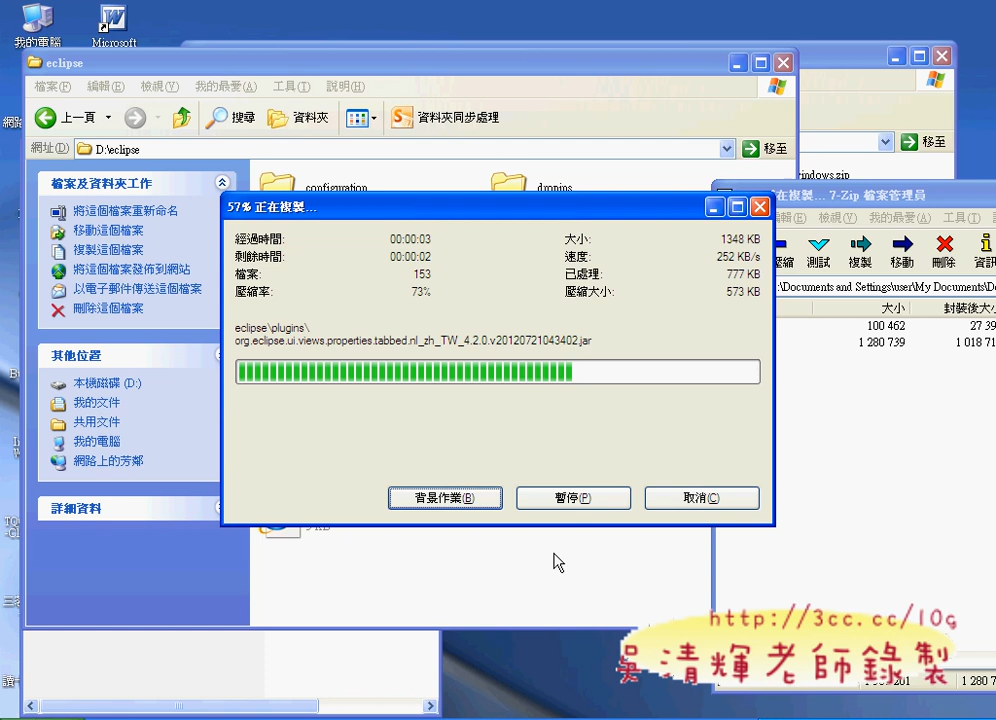 我的電腦
Microsoft
eclipse
檔案(F) 編輯(E) 檢視(V) 我的最愛(A) 工具(T) 說明(H)
上一頁 搜尋 資料夾 資料夾同步處理
網址(D) D:\eclipse 移至
移至
configuration
dropins
indows.zip
檔案及資料夾工作
將這個檔案重新命名
移動這個檔案
複製這個檔案
將這個檔案發佈到網站
以電子郵件傳送這個檔案
刪除這個檔案
其他位置
本機磁碟 (D:)
我的文件
共用文件
我的電腦
網路上的芳鄰
詳細資料
57% 正在複製...
經過時間: 00:00:03 大小: 1348 KB
剩餘時間: 00:00:02 速度: 252 KB/s
檔案: 153 已處理: 777 KB
壓縮率: 73% 壓縮大小: 573 KB
eclipse\plugins\
org.eclipse.ui.views.properties.tabbed.nl_zh_TW_4.2.0.v20120721043402.jar
背景作業(B) 暫停(P) 取消(C)
在複製... 7-Zip 檔案管理員
編輯(E) 檢視(V) 我的最愛(A) 工具(T)
壓縮 測試 複製 移動 刪除 資訊
:\Documents and Settings\user\My Documents\Do
大小 封裝後大小
100 462 27 39
1 280 739 1 018 71
http://3cc.cc/10g
吳清輝老師錄製
1 280 7